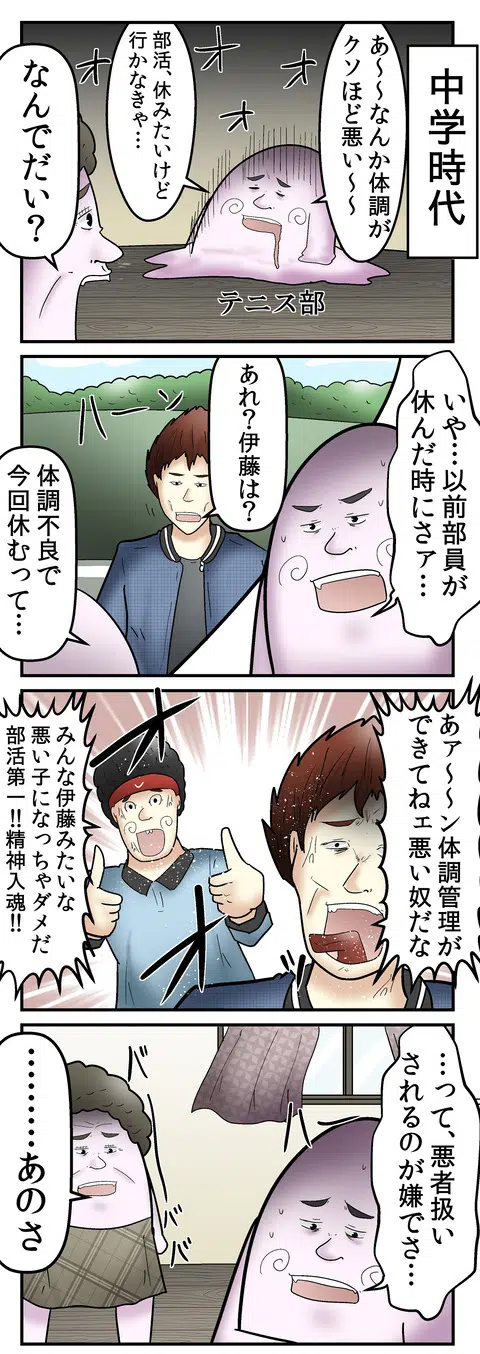 中学時代
あ〜〜なんか体調が
クソほど悪い〜〜
オ
オ
オ
部活、休みたいけど
行かなきゃ…
なんでだい？
テニス部
いや…以前部員が
休んだ時にさァ…
あれ？伊藤は？
ハーン
体調不良で
今回休むって…
あァ〜〜ン体調管理が
できてねェ悪い奴だな
オ
オ
みんな伊藤みたいな
悪い子になっちゃダメだ
部活第一!!精神入魂!!
…って、悪者扱い
されるのが嫌でさ…
………あのさ